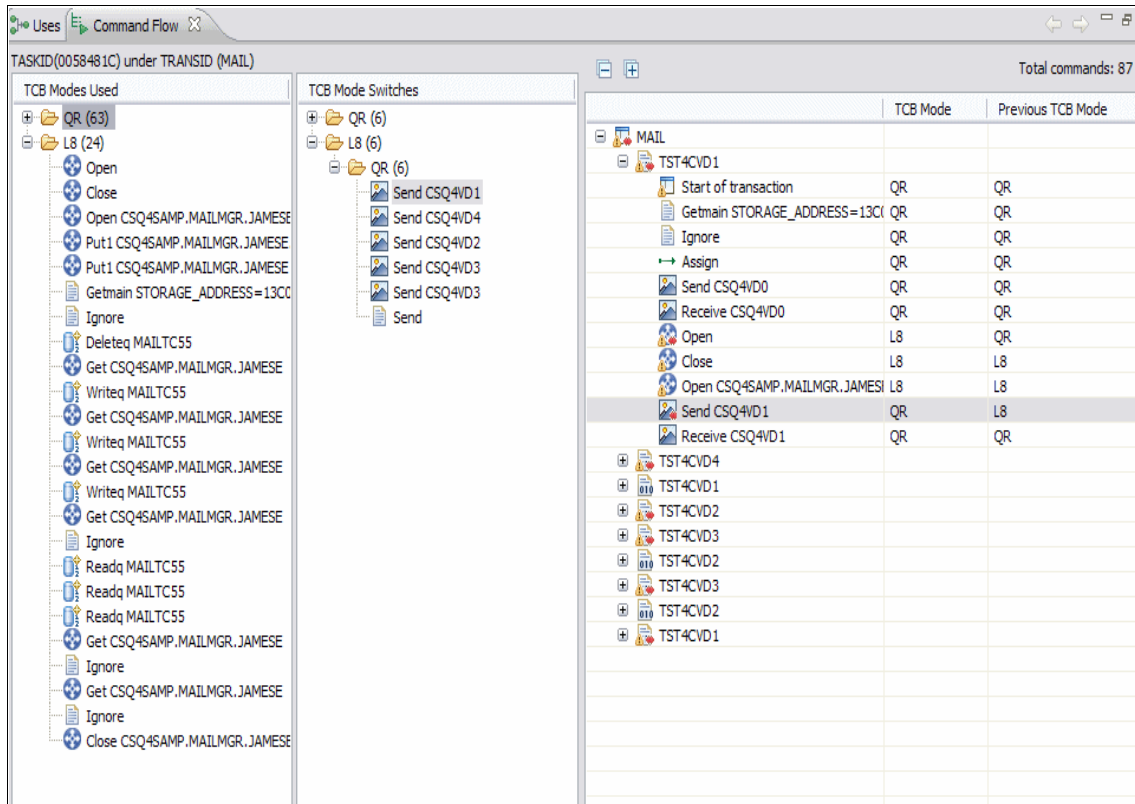 Uses Command Flow
TASKID(0058481C) under TRANSID (MAIL)
TCB Modes Used
QR (63)
L8 (24)
Open
Close
Open CSQ4SAMP.MAILMGR.JAMESE
Put1 CSQ4SAMP.MAILMGR.JAMESE
Put1 CSQ4SAMP.MAILMGR.JAMESE
Getmain STORAGE_ADDRESS=13C0
Ignore
Deleteq MAILTC55
Get CSQ4SAMP.MAILMGR.JAMESE
Writeq MAILTC55
Get CSQ4SAMP.MAILMGR.JAMESE
Writeq MAILTC55
Get CSQ4SAMP.MAILMGR.JAMESE
Writeq MAILTC55
Get CSQ4SAMP.MAILMGR.JAMESE
Ignore
Readq MAILTC55
Readq MAILTC55
Readq MAILTC55
Get CSQ4SAMP.MAILMGR.JAMESE
Ignore
Get CSQ4SAMP.MAILMGR.JAMESE
Ignore
Close CSQ4SAMP.MAILMGR.JAMESE
TCB Mode Switches
QR (6)
L8 (6)
QR (6)
Send CSQ4VD1
Send CSQ4VD4
Send CSQ4VD2
Send CSQ4VD3
Send CSQ4VD3
Send
Total commands: 87
TCB Mode Previous TCB Mode
MAIL
TST4CVD1
Start of transaction QR QR
Getmain STORAGE_ADDRESS=13C( QR QR
Ignore QR QR
Assign QR QR
Send CSQ4VD0 QR QR
Receive CSQ4VD0 QR QR
Open L8 QR
Close L8 L8
Open CSQ4SAMP.MAILMGR.JAMESI L8 L8
Send CSQ4VD1 QR L8
Receive CSQ4VD1 QR QR
TST4CVD4
TST4CVD1
TST4CVD2
TST4CVD3
TST4CVD2
TST4CVD3
TST4CVD2
TST4CVD1